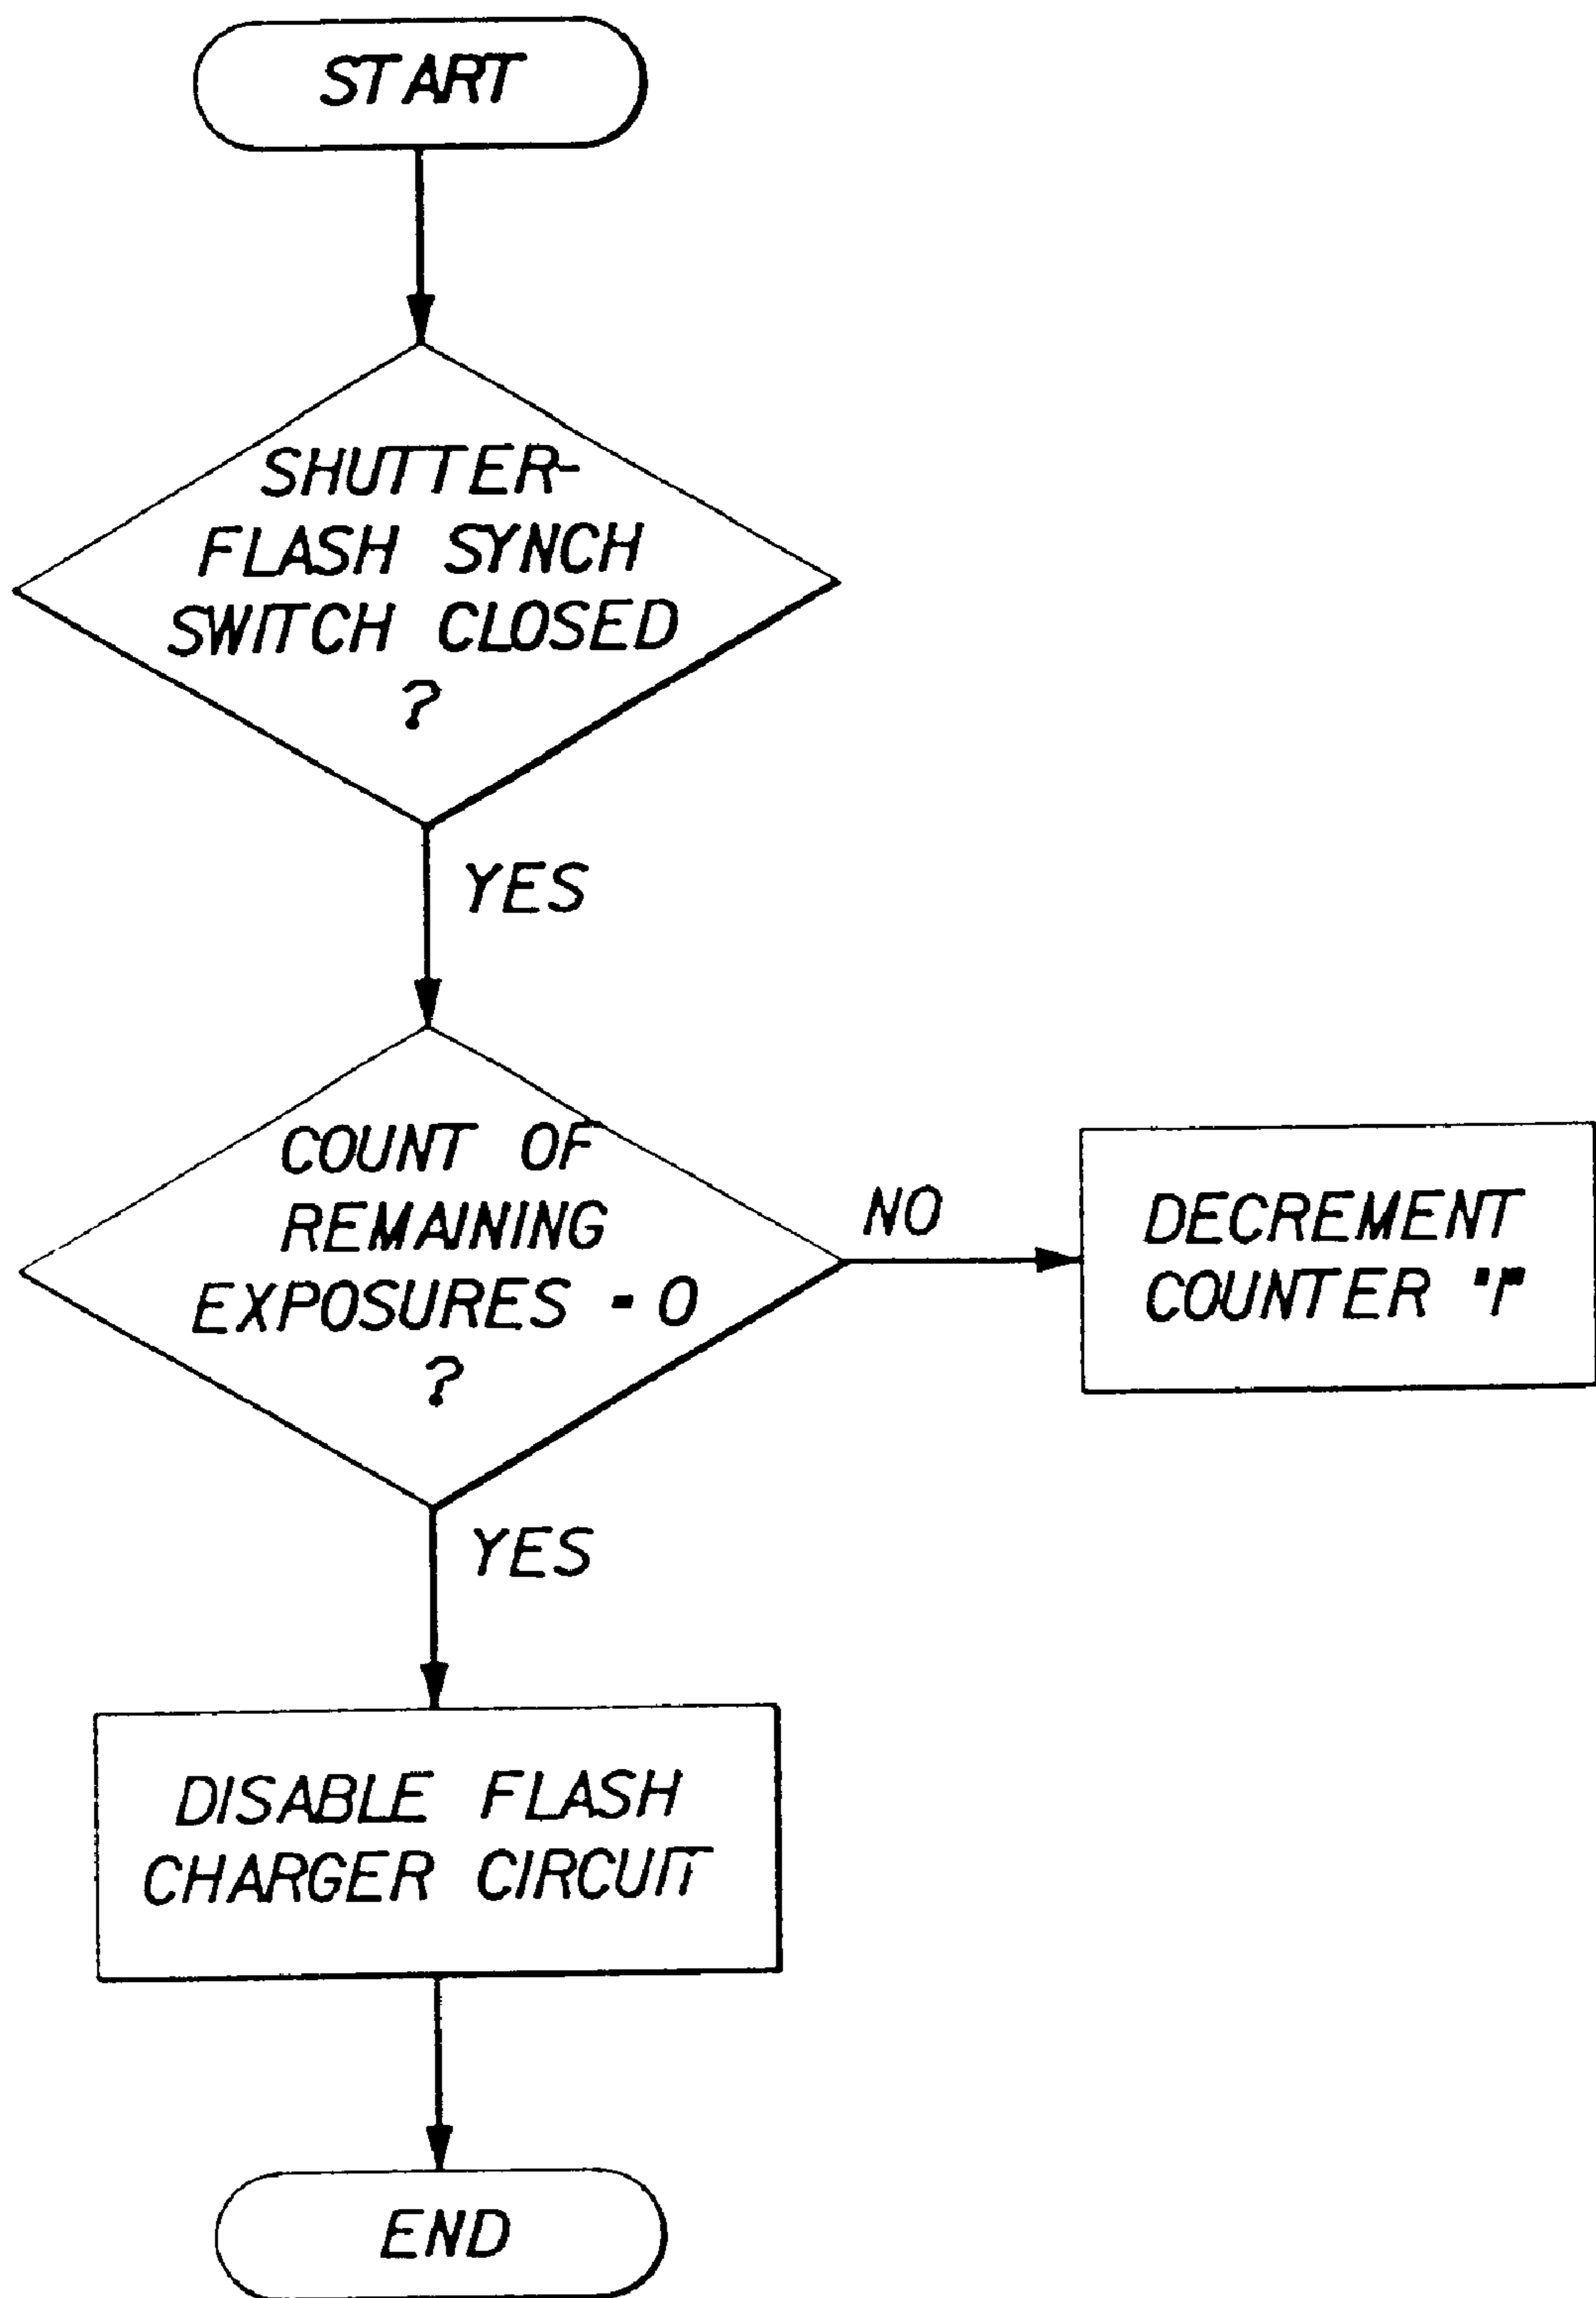 START
SHUTTER-
FLASH SYNCH
SWITCH CLOSED
?
YES
COUNT OF
REMAINING
EXPOSURES = 0
?
NO
DECREMENT
COUNTER "1"
YES
DISABLE FLASH
CHARGER CIRCUIT
END